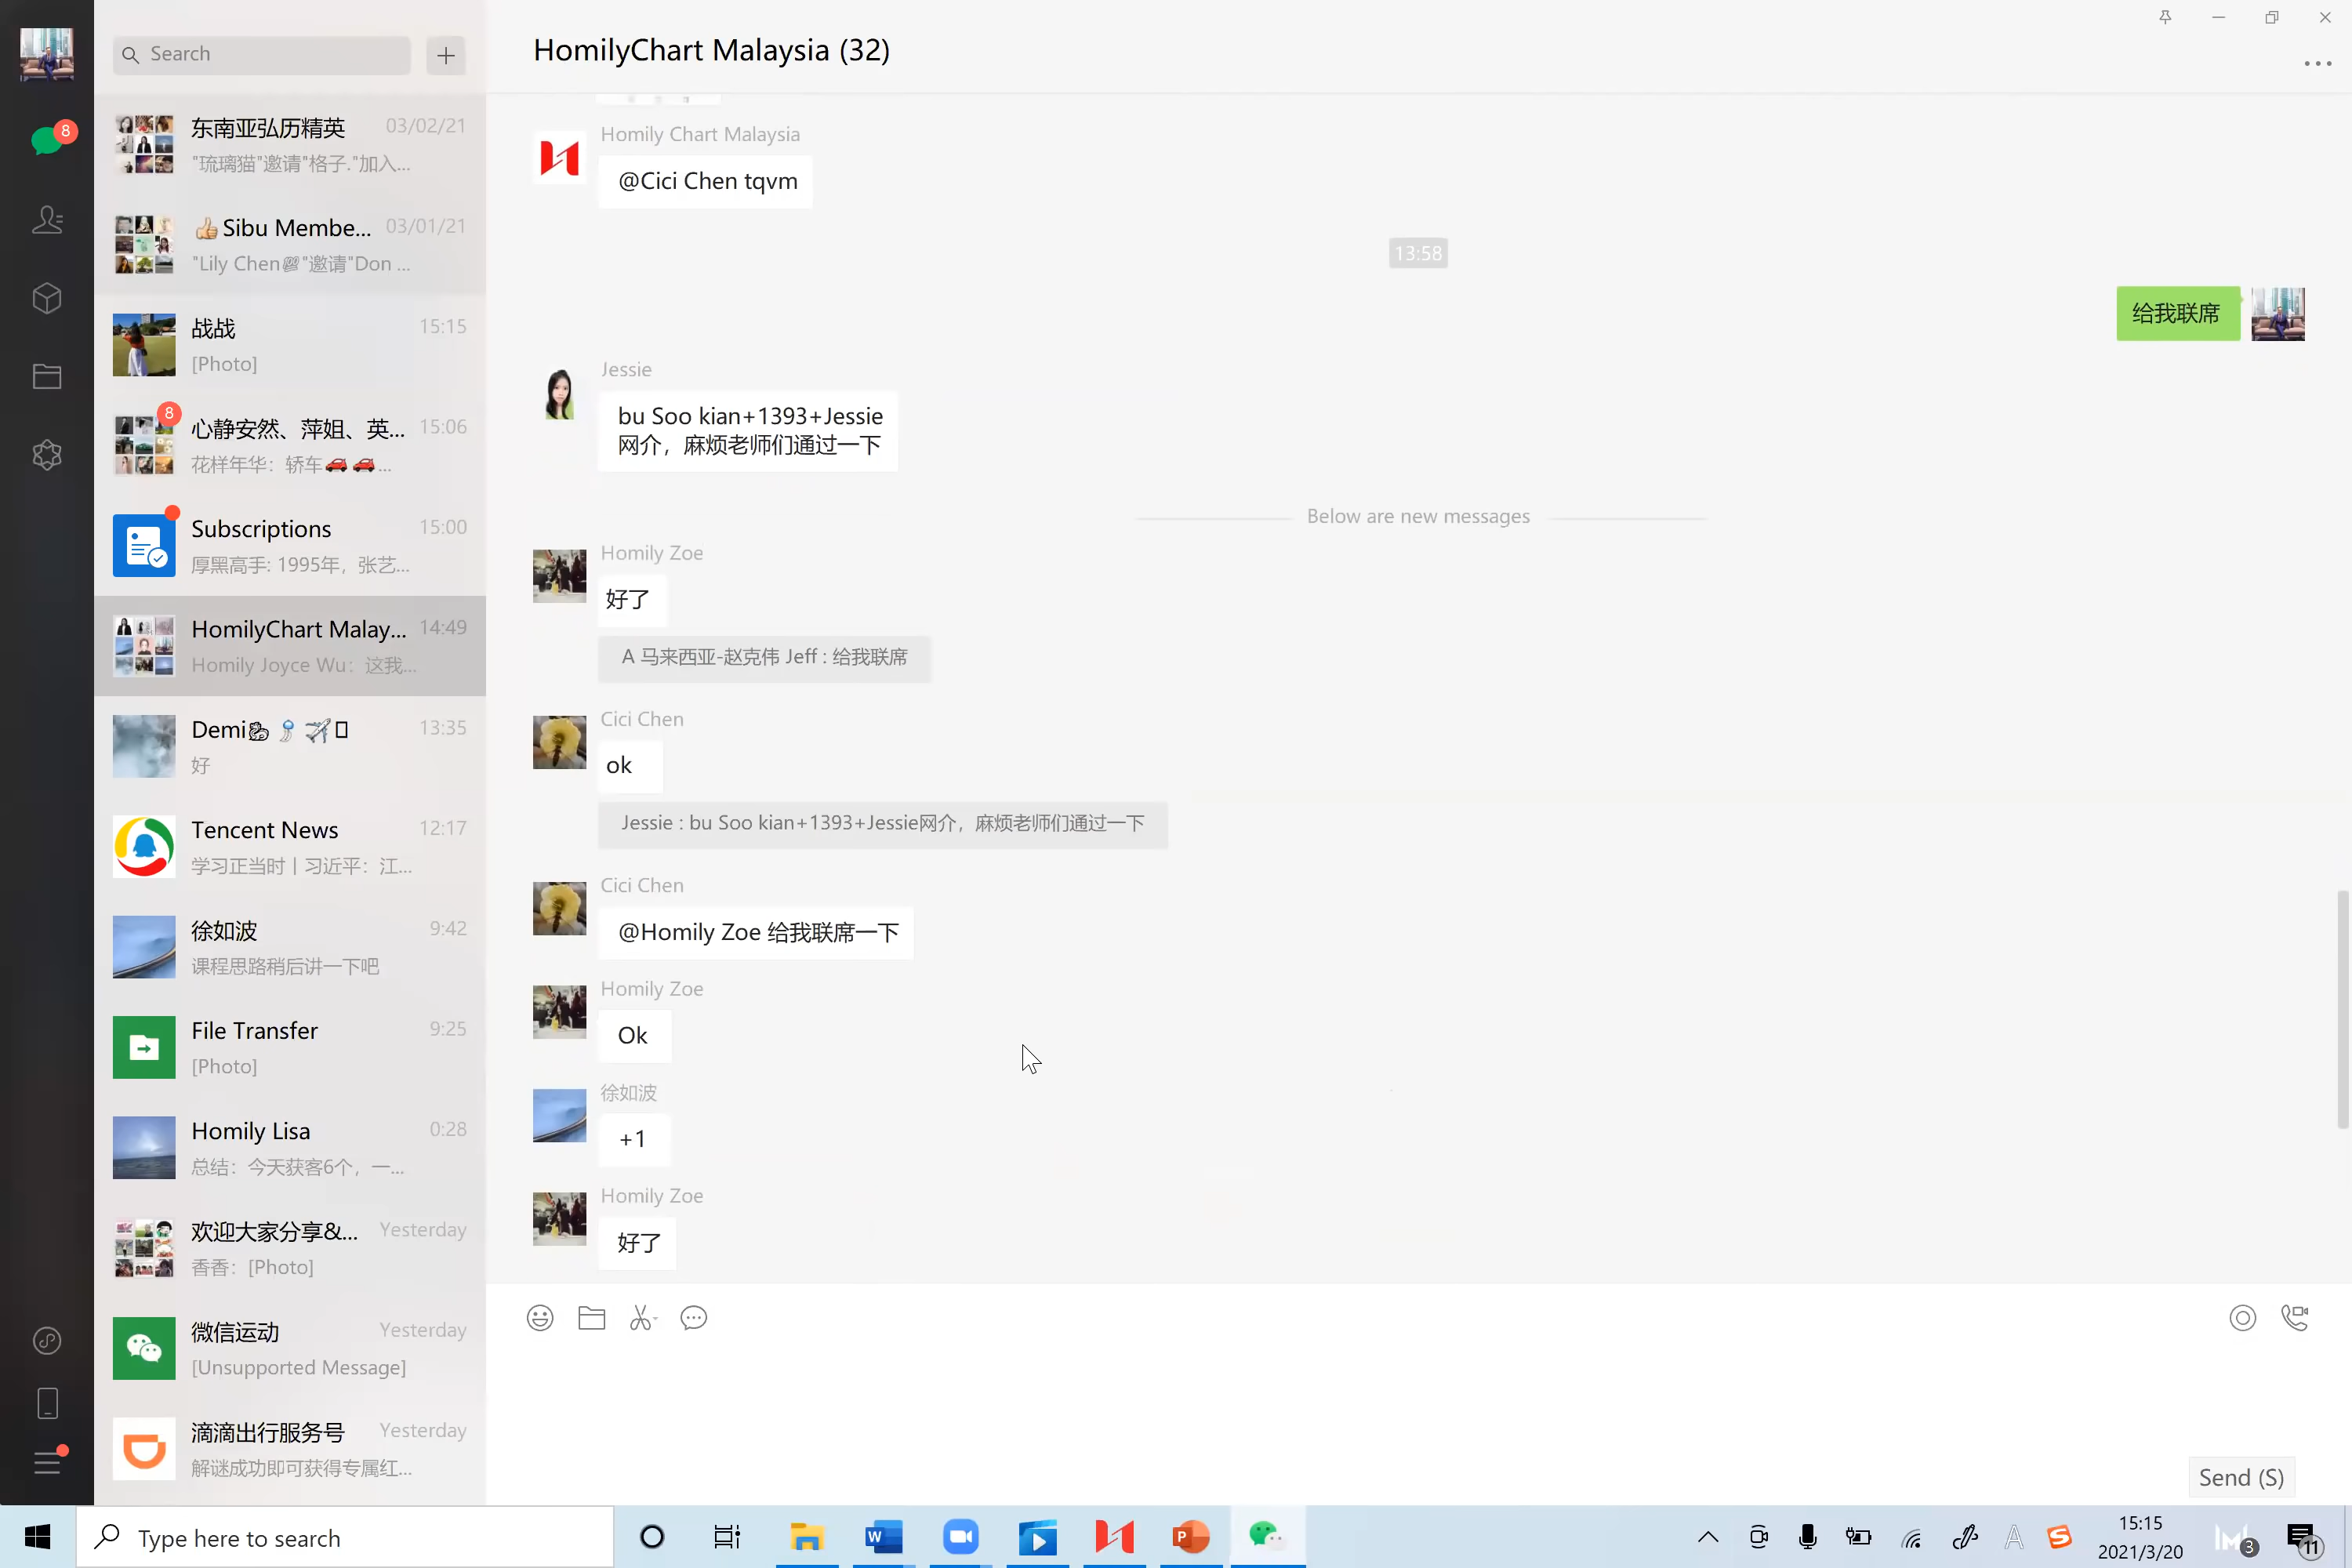 HomilyChart Malaysia (32)
Search
8
东南亚弘历精英
03/02/21
"琉璃猫"邀请"格子."加入...
👍Sibu Membe...
03/01/21
"Lily Chen🎊"邀请"Don ...
战战
15:15
[Photo]
8
心静安然、萍姐、英...
15:06
花样年华：轿车🚗🚗...
Subscriptions
15:00
厚黑高手: 1995年，张艺...
HomilyChart Malay...
14:49
Homily Joyce Wu：这我...
Demi
13:35
好
Tencent News
12:17
学习正当时丨习近平：江...
徐如波
9:42
课程思路稍后讲一下吧
File Transfer
9:25
[Photo]
Homily Lisa
0:28
总结：今天获客6个，一...
欢迎大家分享&...
Yesterday
香香：[Photo]
微信运动
Yesterday
[Unsupported Message]
滴滴出行服务号
Yesterday
解谜成功即可获得专属红...
Homily Chart Malaysia
@Cici Chen tqvm
13:58
给我联席
Jessie
bu Soo kian+1393+Jessie
网介，麻烦老师们通过一下
Below are new messages
Homily Zoe
好了
A 马来西亚-赵克伟 Jeff : 给我联席
Cici Chen
ok
Jessie : bu Soo kian+1393+Jessie网介，麻烦老师们通过一下
Cici Chen
@Homily Zoe 给我联席一下
Homily Zoe
Ok
徐如波
+1
Homily Zoe
好了
Send (S)
Type here to search
W
P
A
S
15:15
2021/3/20
3
11